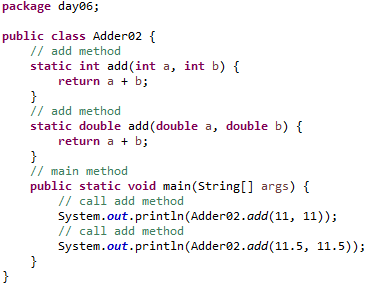 package day06;
public class Adder02 {
// add method
static int add(int a, int b) {
return a + b;
}
// add method
static double add(double a, double b) {
return a + b;
}
// main method
public static void main(String[] args) {
// call add method
System.out.println(Adder02.add(11, 11));
// call add method
System.out.println(Adder02.add(11.5, 11.5));
}
}